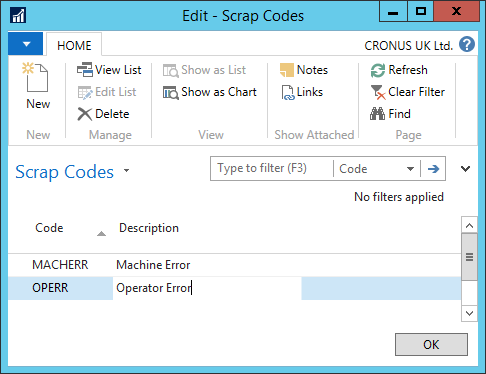 Edit - Scrap Codes
HOME
CRONUS UK Ltd.
New
View List
Edit List
Delete
Show as List
Show as Chart
Notes
Links
Refresh
Clear Filter
Find
New
Manage
View
Show Attached
Page
Scrap Codes
Type to filter (F3)
Code
No filters applied
Code
Description
MACHERR
Machine Error
OPERR
Operator Error
OK